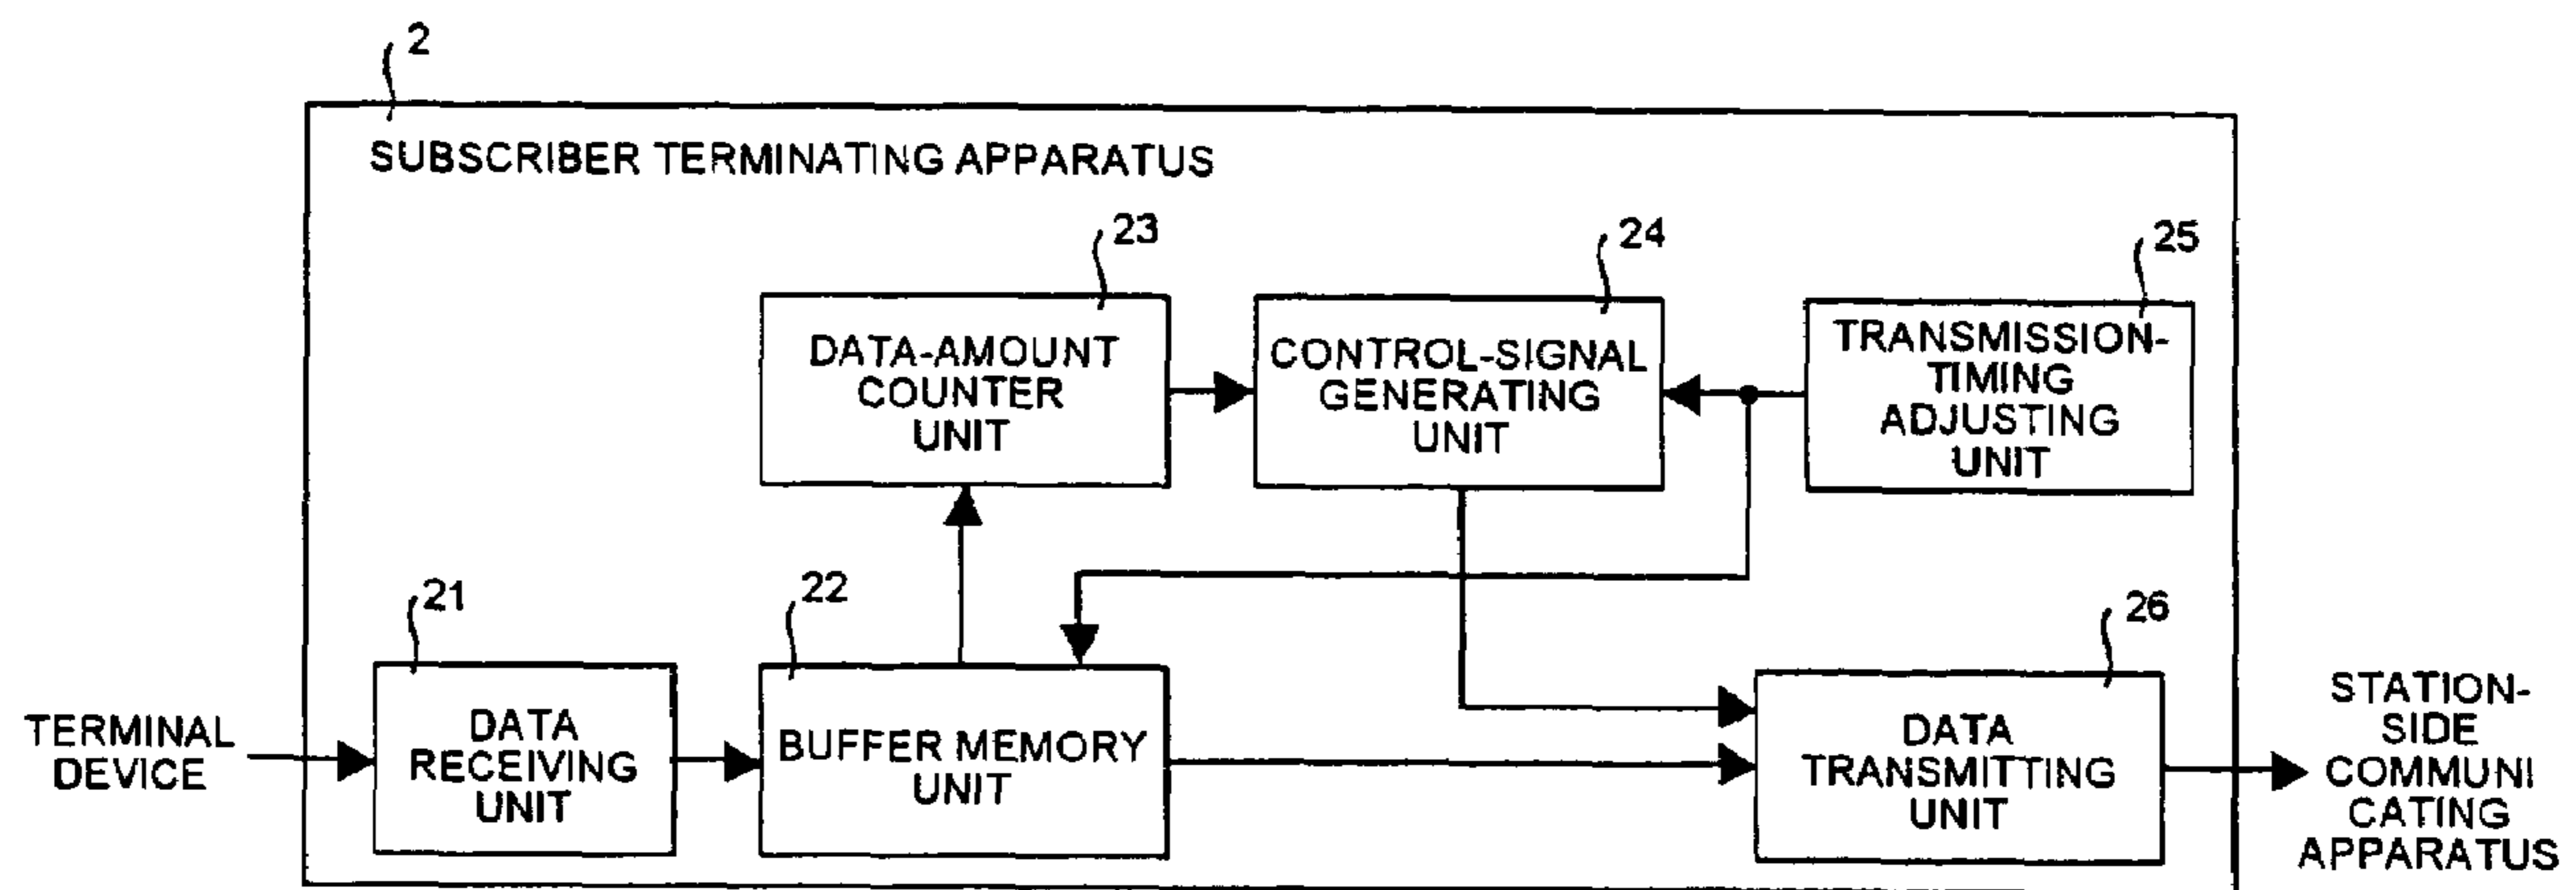 2
SUBSCRIBER TERMINATING APPARATUS
23
24
25
DATA-AMOUNT
COUNTER
UNIT
CONTROL-SIGNAL
GENERATING
UNIT
TRANSMISSION-
TIMING
ADJUSTING
UNIT
21
22
26
TERMINAL
DEVICE
DATA
RECEIVING
UNIT
BUFFER MEMORY
UNIT
DATA
TRANSMITTING
UNIT
STATION-
SIDE
COMMUNI
CATING
APPARATUS